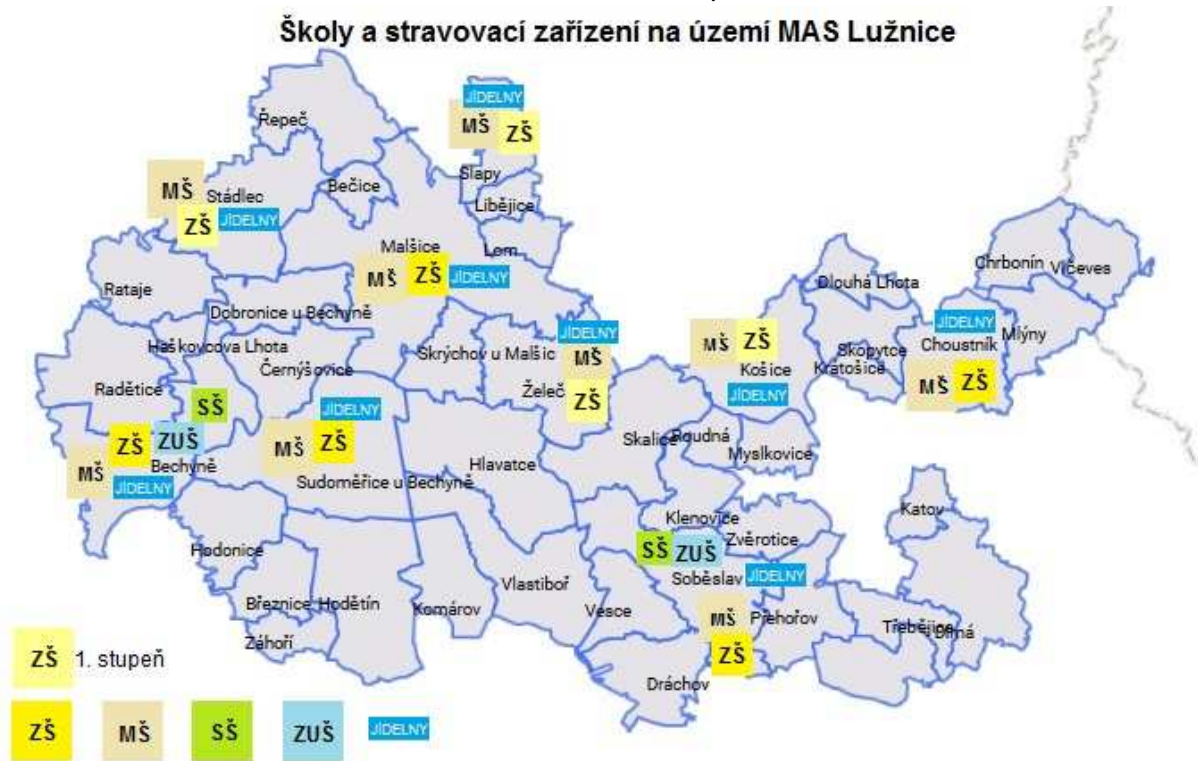 Školy a stravovací zařízení na území MAS Lužnice
JÍDELNY
MŠ
ZŠ
Řepeč
Slapy
Bečice
MŠ
Stádlec
Libějice
ZŠ
JÍDELNY
Malšice
Lom
MŠ
ZŠ
JÍDELNY
Chrbonín
Vlčeves
Dlouhá Lhota
Rataje
Dobronice u Bechyně
JÍDELNY
JÍDELNY
Mlýny
Haškovcova Lhota
Skrýchov u Malšic
MŠ
MŠ
ZŠ
Skopytce
Choustník
Černýšovice
Košice
Kratošice
Radětice
Želeč
ZŠ
JÍDELNY
MŠ
ZŠ
SŠ
JÍDELNY
ZŠ
ZUŠ
MŠ
ZŠ
Skalice
Roudná
Myslkovice
MŠ
Bechyně
Hlavatce
JÍDELNY
Sudoměřice u Bechyně
Katov
Klenovice
Hodonice
SŠ
ZUŠ
Zvěrotice
Vlastiboř
Soběslav
JÍDELNY
Březnice
Hodětín
Komárov
Vesce
MŠ
Přehořov
Třebějice
Dírná
Záhoří
ZŠ
Dráchov
ZŠ 1. stupeň
ZŠ MŠ SŠ ZUŠ JÍDELNY